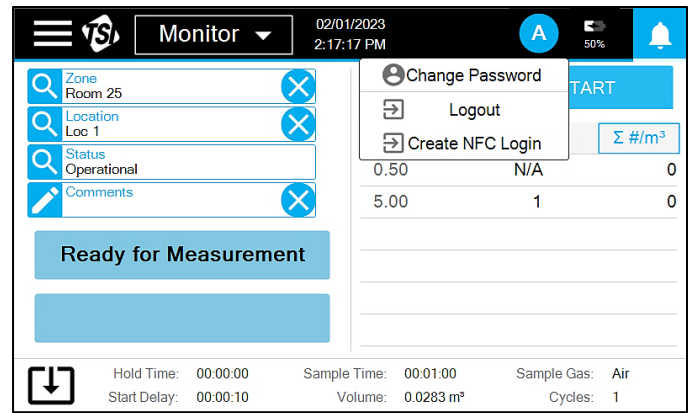 TSI
Monitor
02/01/2023
2:17:17 PM
A
50%
Change Password
Logout
Create NFC Login
TART
Σ #/m³
Zone
Room 25
Location
Loc 1
Status
Operational
Comments
0.50 N/A 0
5.00 1 0
Ready for Measurement
Hold Time: 00:00:00 Sample Time: 00:01:00 Sample Gas: Air
Start Delay: 00:00:10 Volume: 0.0283 m³ Cycles: 1